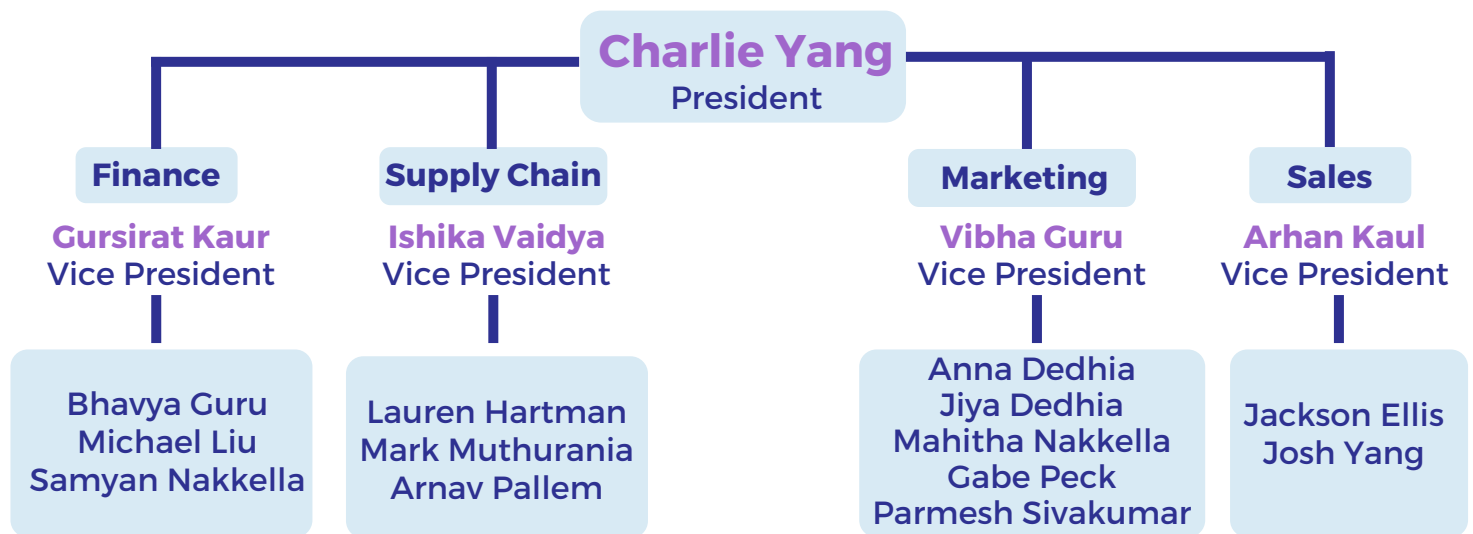 Charlie Yang
President
Finance
Gursirat Kaur
Vice President
Bhavya Guru
Michael Liu
Samyan Nakkella
Supply Chain
Ishika Vaidya
Vice President
Lauren Hartman
Mark Muthurania
Arnav Pallem
Marketing
Vibha Guru
Vice President
Anna Dedhia
Jiya Dedhia
Mahitha Nakkella
Gabe Peck
Parmesh Sivakumar
Sales
Arhan Kaul
Vice President
Jackson Ellis
Josh Yang